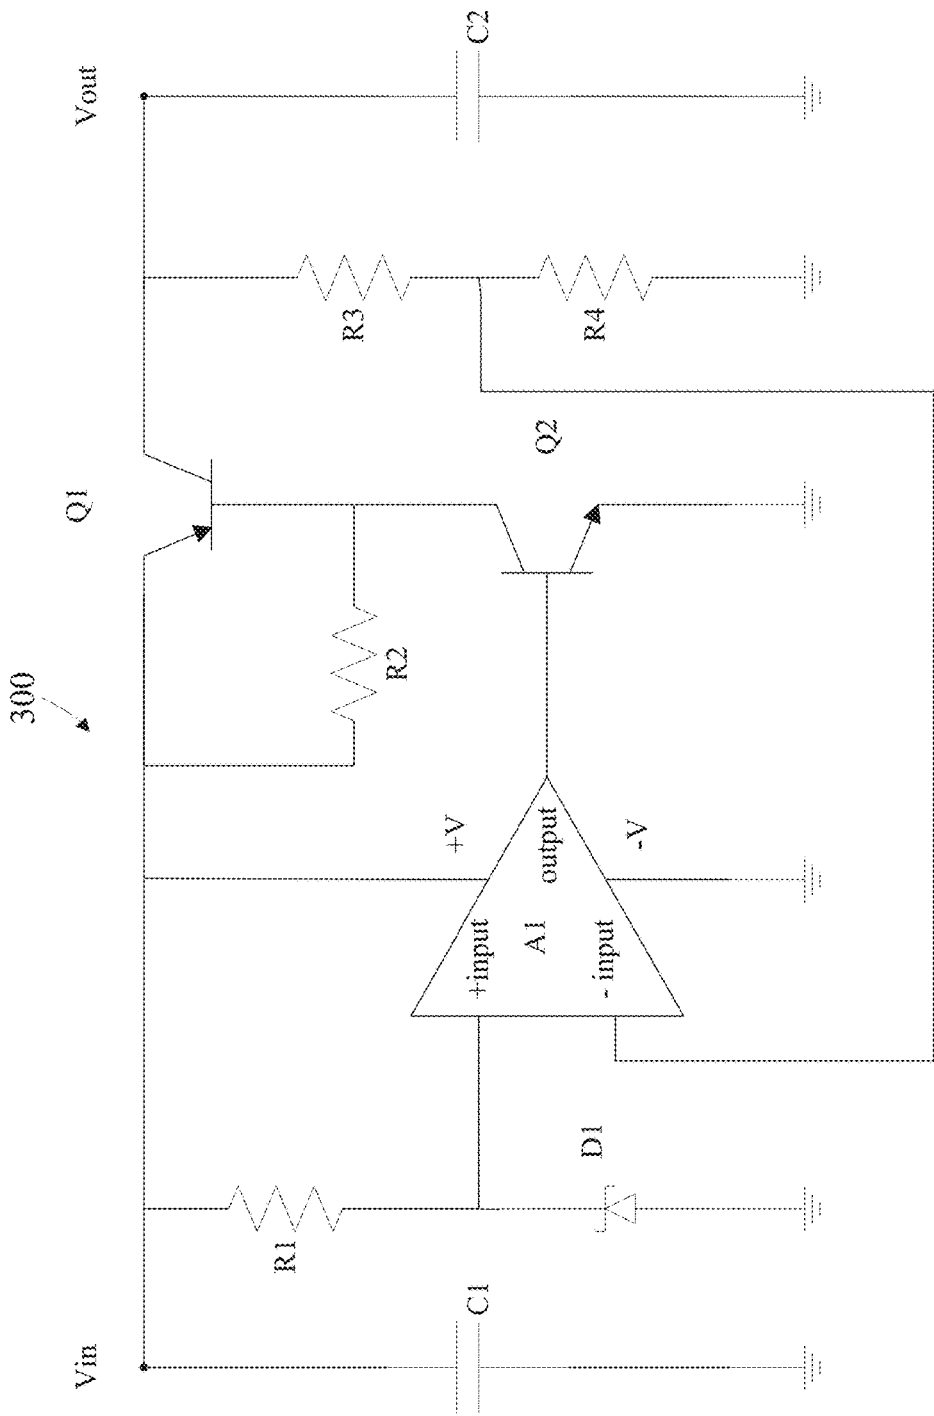 300
Vin
Q1
Vout
R1
R2
R3
C1
+input
+V
C2
A1
output
Q2
D1
- input
-V
R4